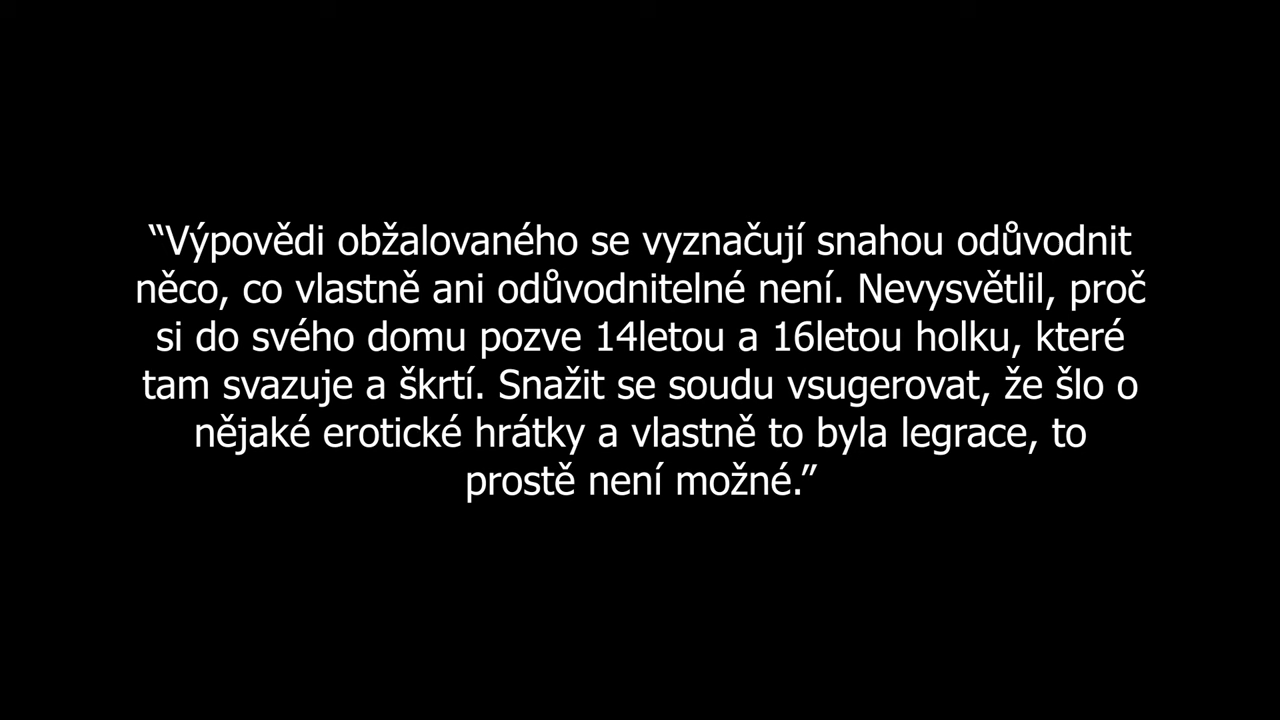 “Výpovědi obžalovaného se vyznačují snahou odůvodnit
něco, co vlastně ani odůvodnitelné není. Nevysvětlil, proč
si do svého domu pozve 14letou a 16letou holku, které
tam svazuje a škrtí. Snažit se soudu vsugerovat, že šlo o
nějaké erotické hrátky a vlastně to byla legrace, to
prostě není možné.”